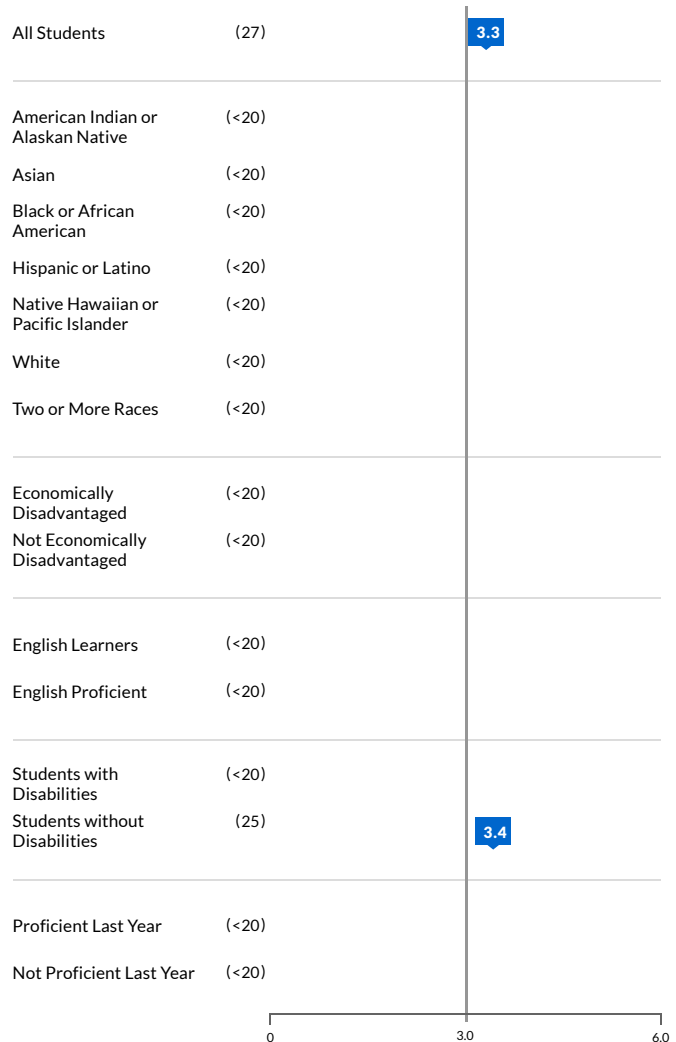 All Students (27) 3.3
American Indian or (<20)
Alaskan Native
Asian (<20)
Black or African (<20)
American
Hispanic or Latino (<20)
Native Hawaiian or (<20)
Pacific Islander
White (<20)
Two or More Races (<20)
Economically (<20)
Disadvantaged
Not Economically (<20)
Disadvantaged
English Learners (<20)
English Proficient (<20)
Students with (<20)
Disabilities
Students without (25) 3.4
Disabilities
Proficient Last Year (<20)
Not Proficient Last Year (<20)
0 3.0 6.0